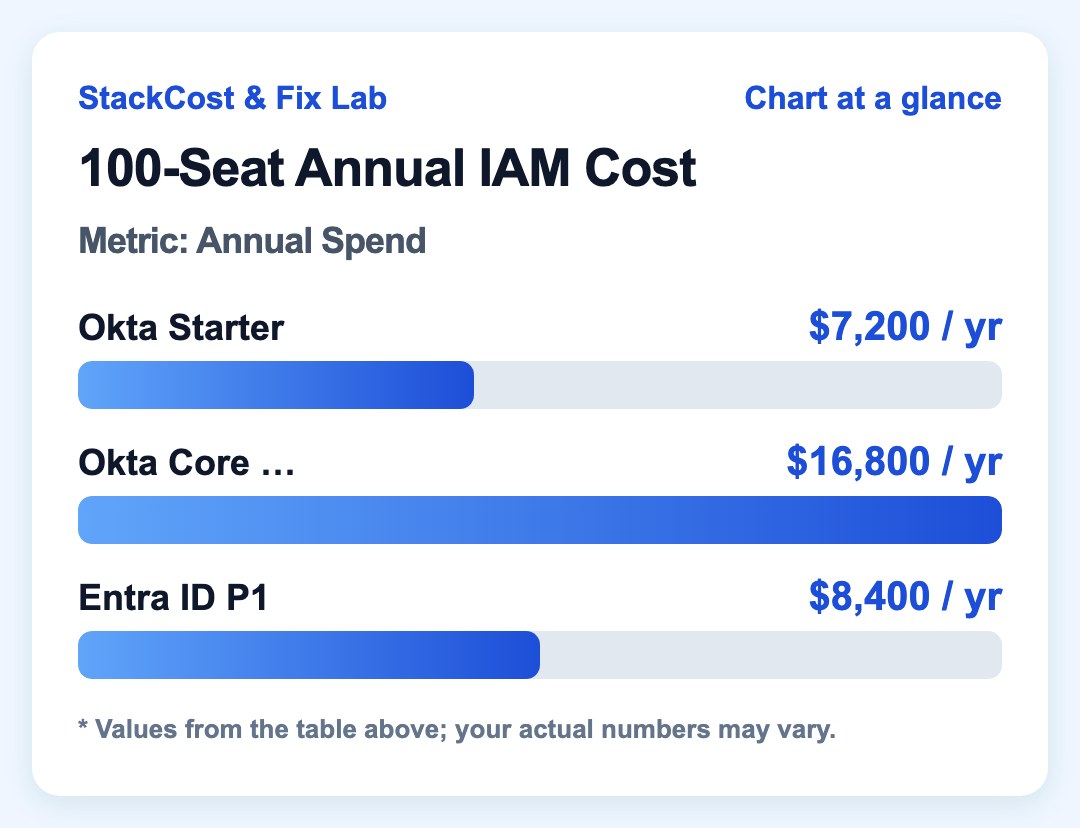 StackCost & Fix Lab
Chart at a glance
100-Seat Annual IAM Cost
Metric: Annual Spend
Okta Starter
$7,200 / yr
Okta Core …
$16,800 / yr
Entra ID P1
$8,400 / yr
* Values from the table above; your actual numbers may vary.